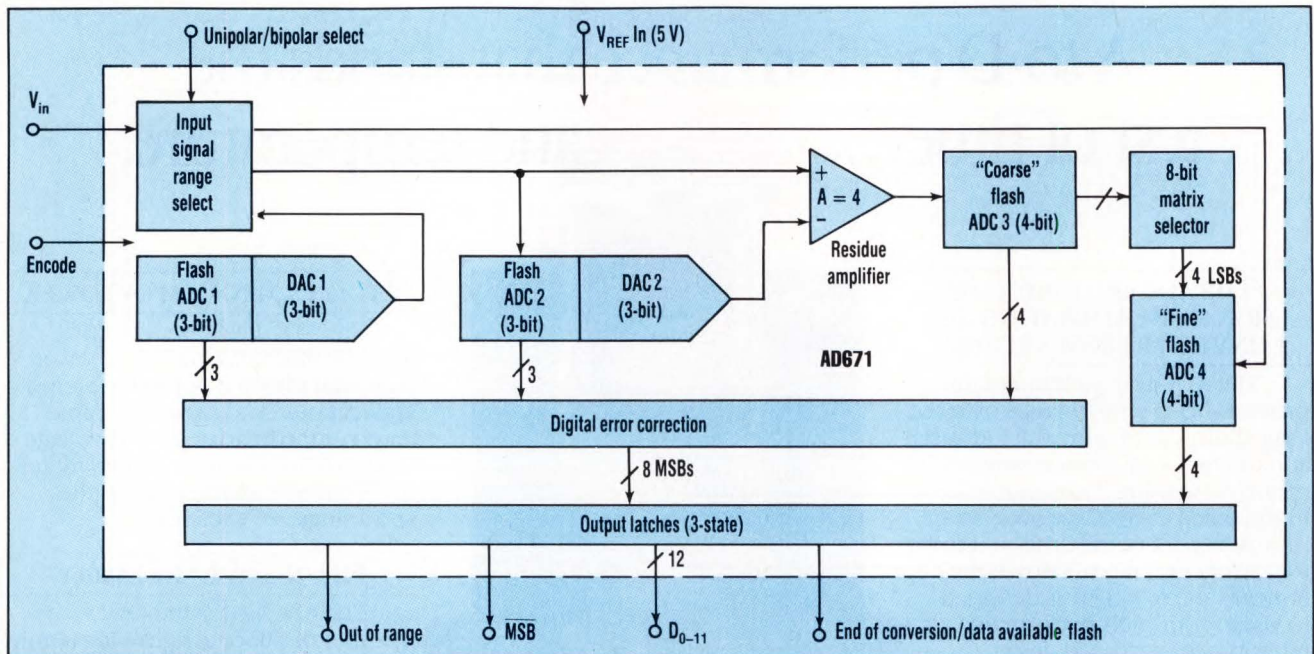 Unipolar/bipolar select
V_REF In (5 V)
V_in
Input
signal
range
select
Encode
Flash
ADC 1
(3-bit)
DAC 1
(3-bit)
3
Flash
ADC 2
(3-bit)
DAC 2
(3-bit)
3
+
A = 4
−
Residue
amplifier
"Coarse"
flash
ADC 3 (4-bit)
4
8-bit
matrix
selector
4 LSBs
"Fine"
flash
ADC 4
(4-bit)
4
AD671
Digital error correction
8 MSBs
Output latches (3-state)
12
Out of range
M̅S̅B̅
D0–11
End of conversion/data available flash